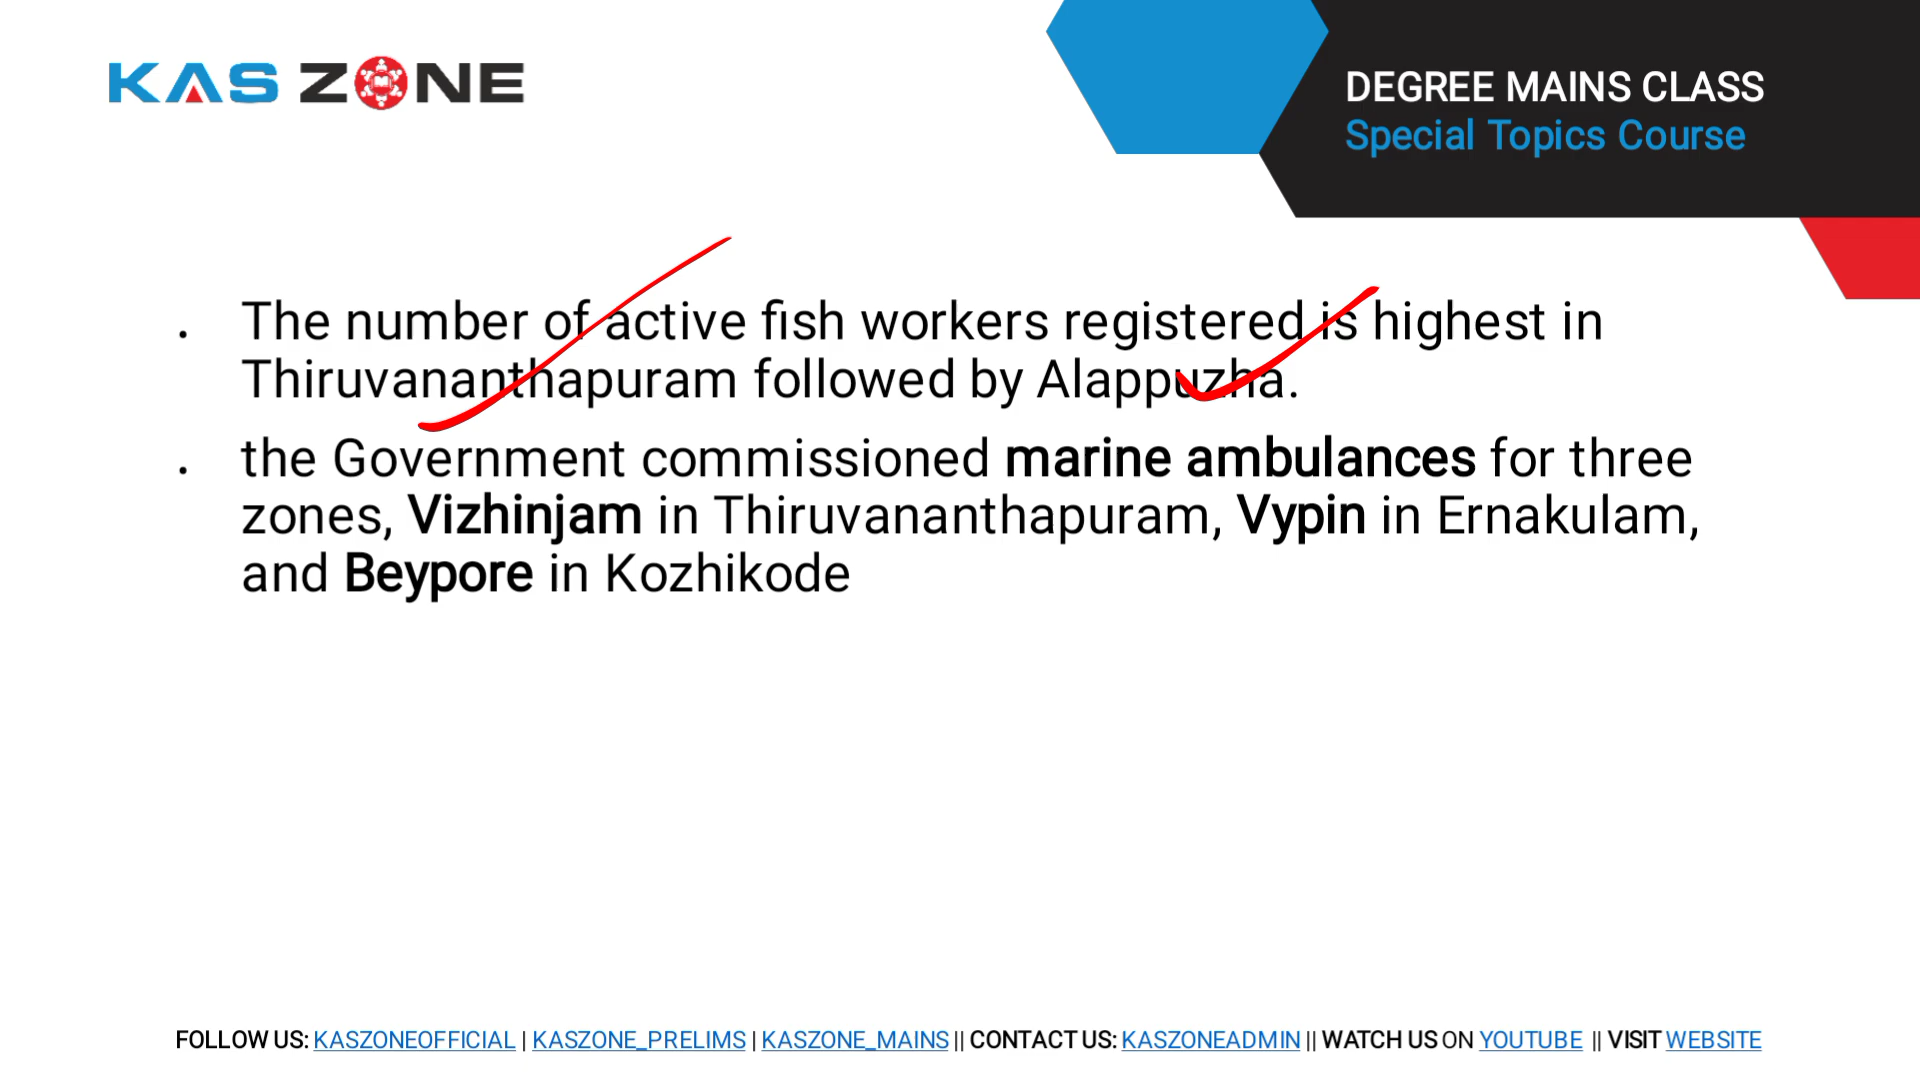 KAS ZONE
DEGREE MAINS CLASS
Special Topics Course
. The number of active fish workers registered is highest in
Thiruvananthapuram followed by Alappuzha.
. the Government commissioned marine ambulances for three
zones, Vizhinjam in Thiruvananthapuram, Vypin in Ernakulam,
and Beypore in Kozhikode
FOLLOW US: KASZONEOFFICIAL | KASZONE_PRELIMS | KASZONE_MAINS || CONTACT US: KASZONEADMIN || WATCH US ON YOUTUBE || VISIT WEBSITE